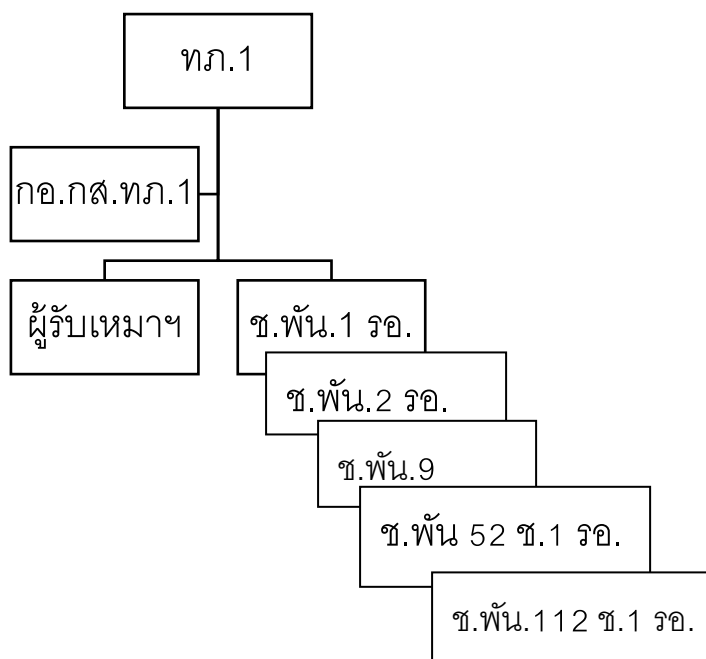 ทภ.1
กอ.กส.ทภ.1
ผู้รับเหมาฯ
ช.พัน.1 รอ.
ช.พัน.2 รอ.
ช.พัน.9
ช.พัน 52 ช.1 รอ.
ช.พัน.112 ช.1 รอ.